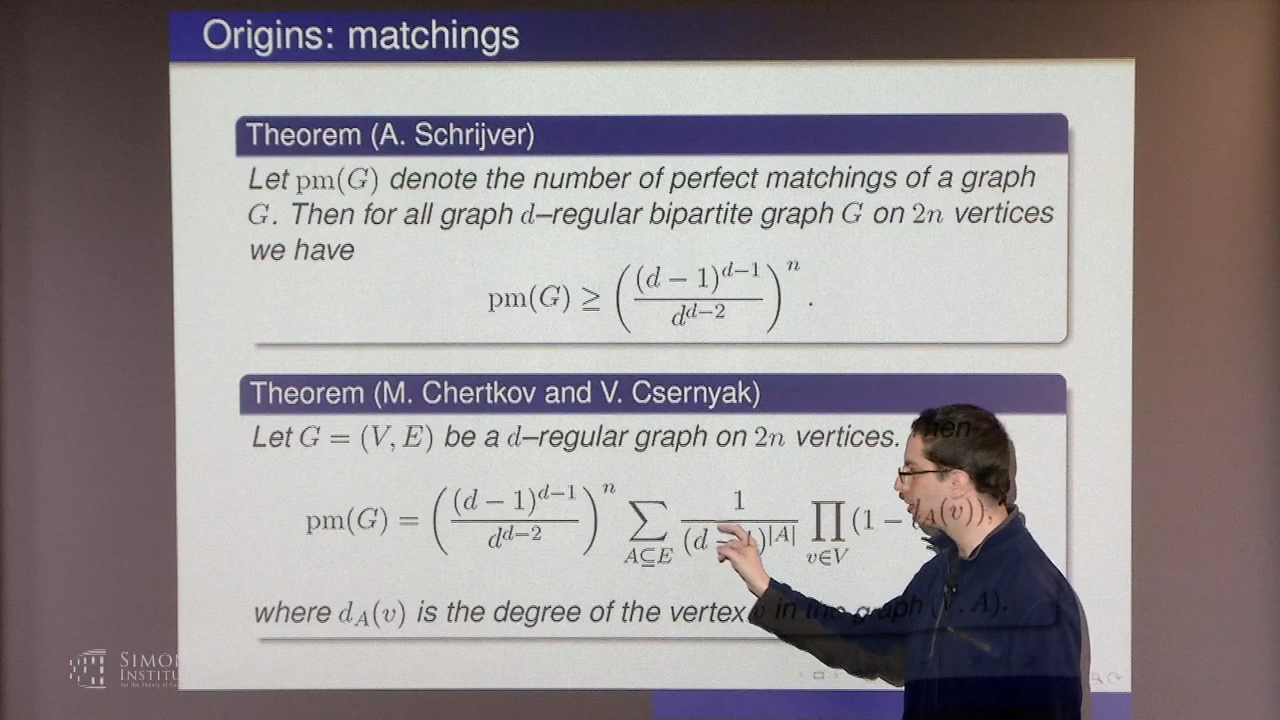 Origins: matchings
Theorem (A. Schrijver)
Let pm(G) denote the number of perfect matchings of a graph
G. Then for all graph d–regular bipartite graph G on 2n vertices
we have
pm(G) ≥ ( (d − 1)^{d−1} / d^{d−2} )^n .
Theorem (M. Chertkov and V. Csernyak)
Let G = (V, E) be a d–regular graph on 2n vertices. Then
pm(G) = ( (d − 1)^{d−1} / d^{d−2} )^n ∑_{A⊆E} 1 / (d − 1)^{|A|} ∏_{v∈V} (1 − d_A(v)),
where d_A(v) is the degree of the vertex v in the graph (V, A).